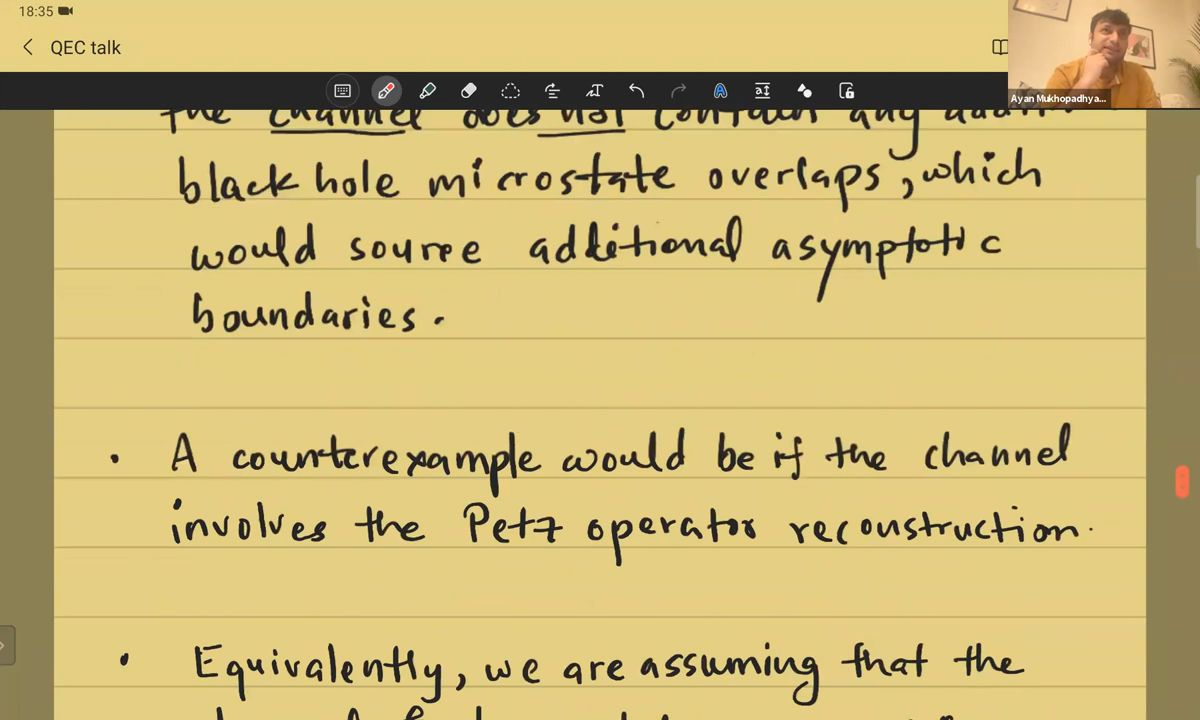 18:35
QEC talk
Ayan Mukhopadhya...
the channel does not contain any
black hole microstate overlaps, which
would source additional asymptotic
boundaries.
· A counterexample would be if the channel
involves the Petz operator reconstruction.
· Equivalently, we are assuming that the